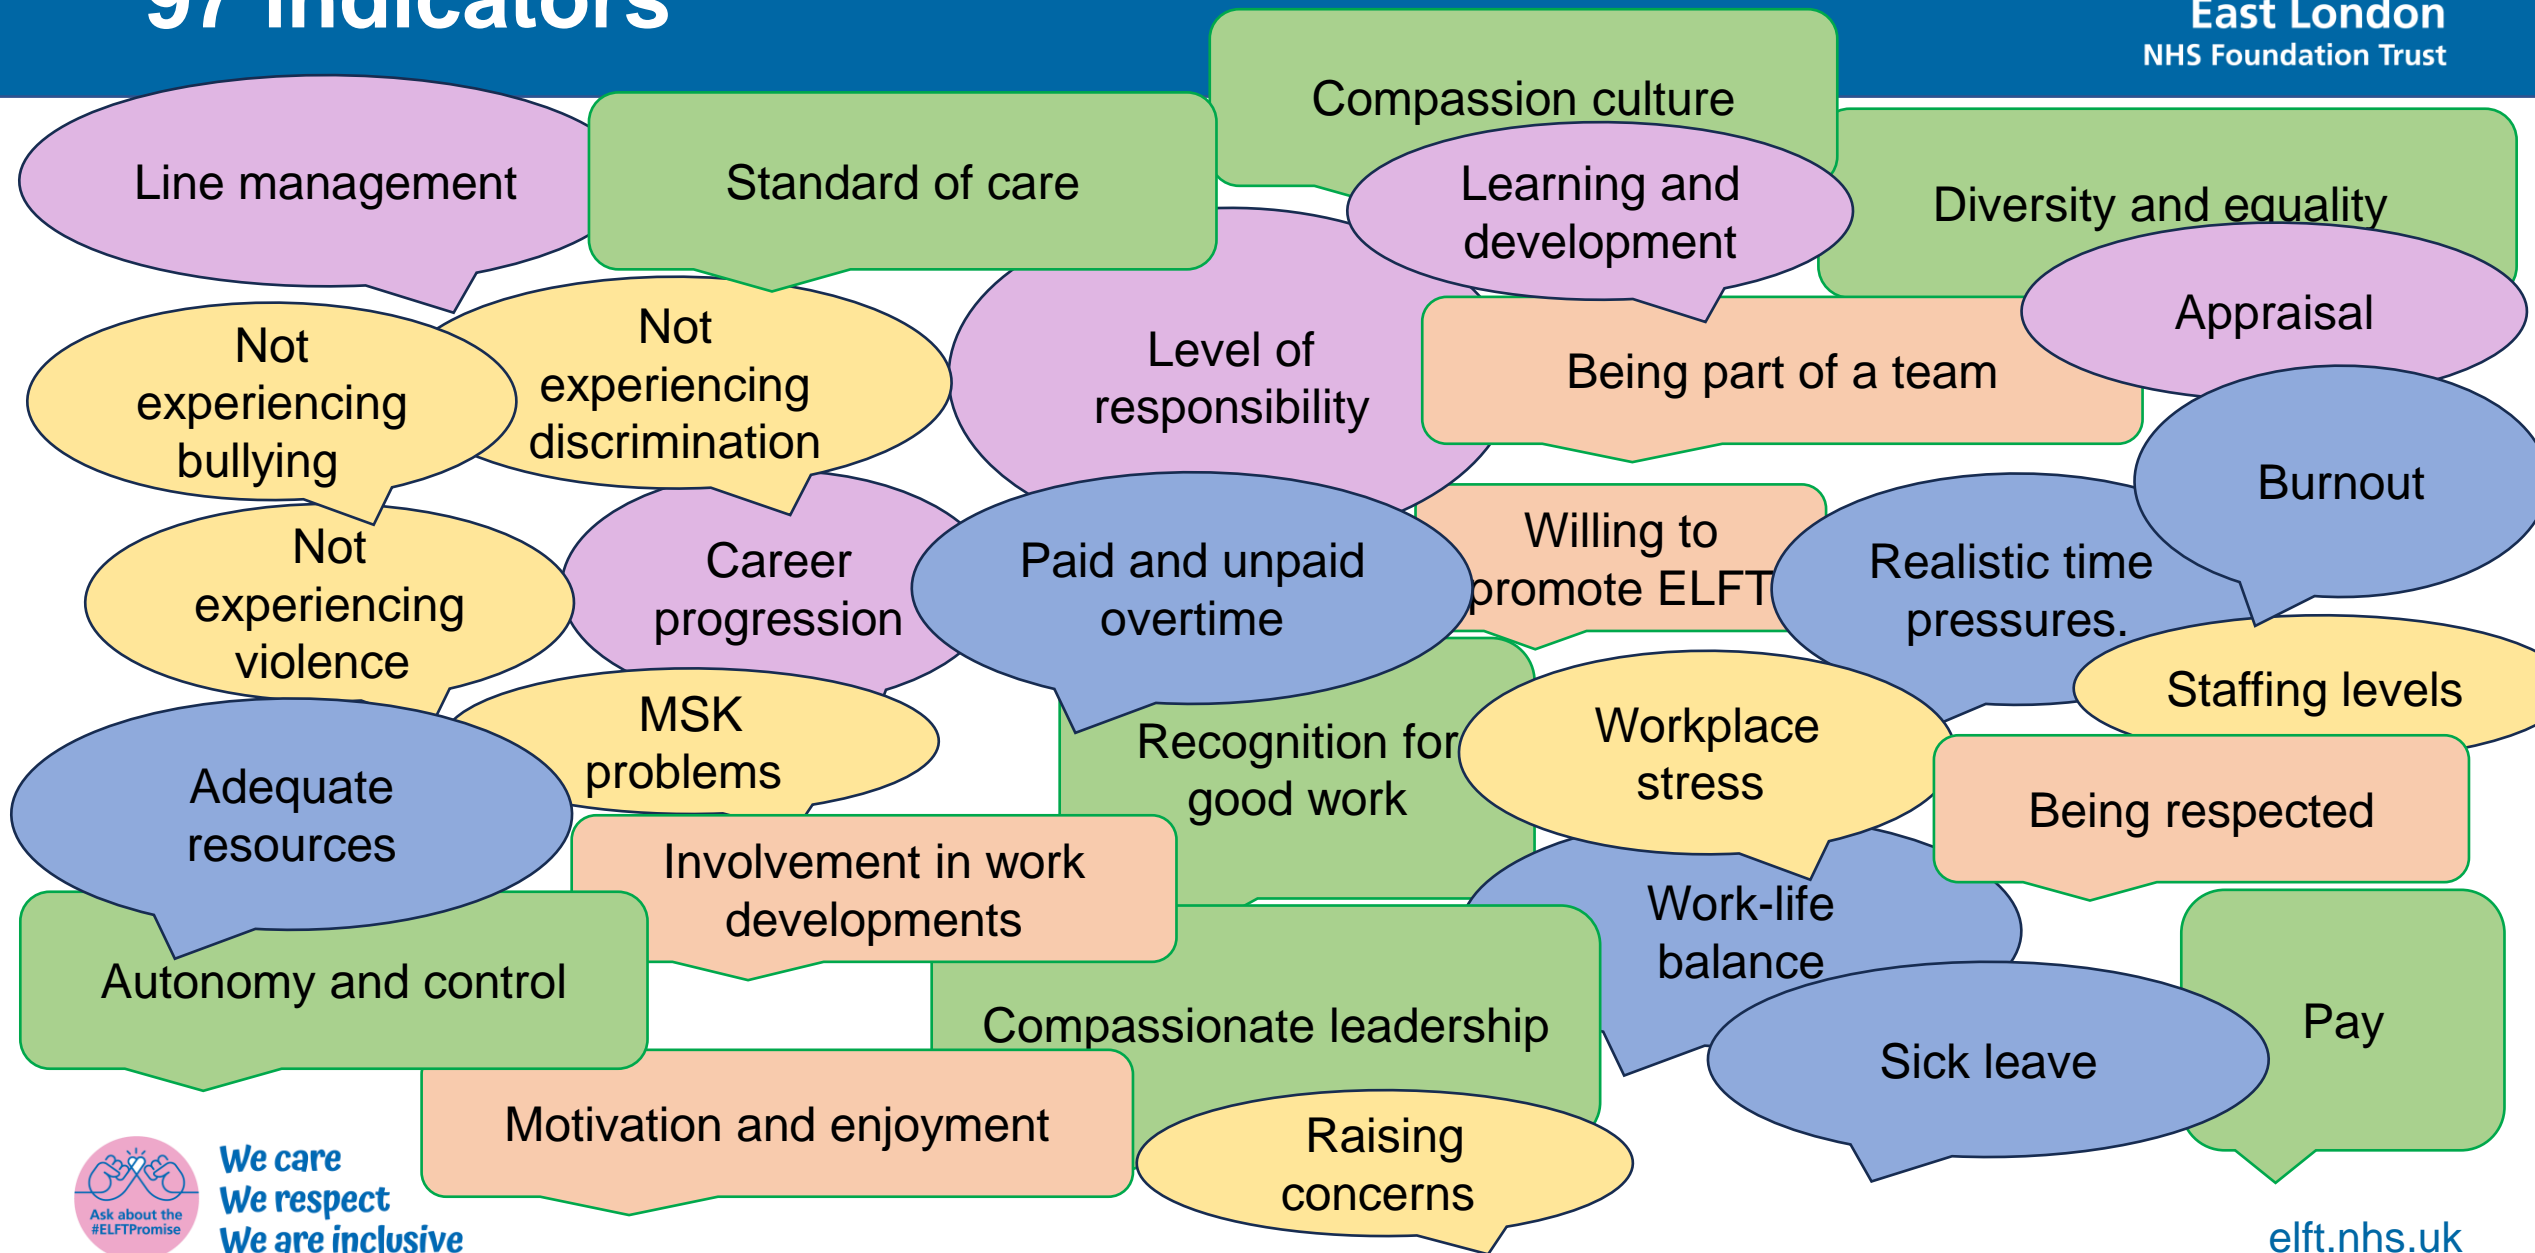 97 Indicators
East London
NHS Foundation Trust
Compassion culture
Line management
Standard of care
Learning and
development
Diversity and equality
Appraisal
Not
experiencing
bullying
Not
experiencing
discrimination
Level of
responsibility
Being part of a team
Burnout
Not
experiencing
violence
Career
progression
Paid and unpaid
overtime
Willing to
promote ELFT
Realistic time
pressures.
Staffing levels
MSK
problems
Recognition for
good work
Workplace
stress
Being respected
Adequate
resources
Involvement in work
developments
Work-life
balance
Autonomy and control
Compassionate leadership
Sick leave
Pay
Motivation and enjoyment
Raising
concerns
Ask about the
#ELFTPromise
We care
We respect
We are inclusive
elft.nhs.uk